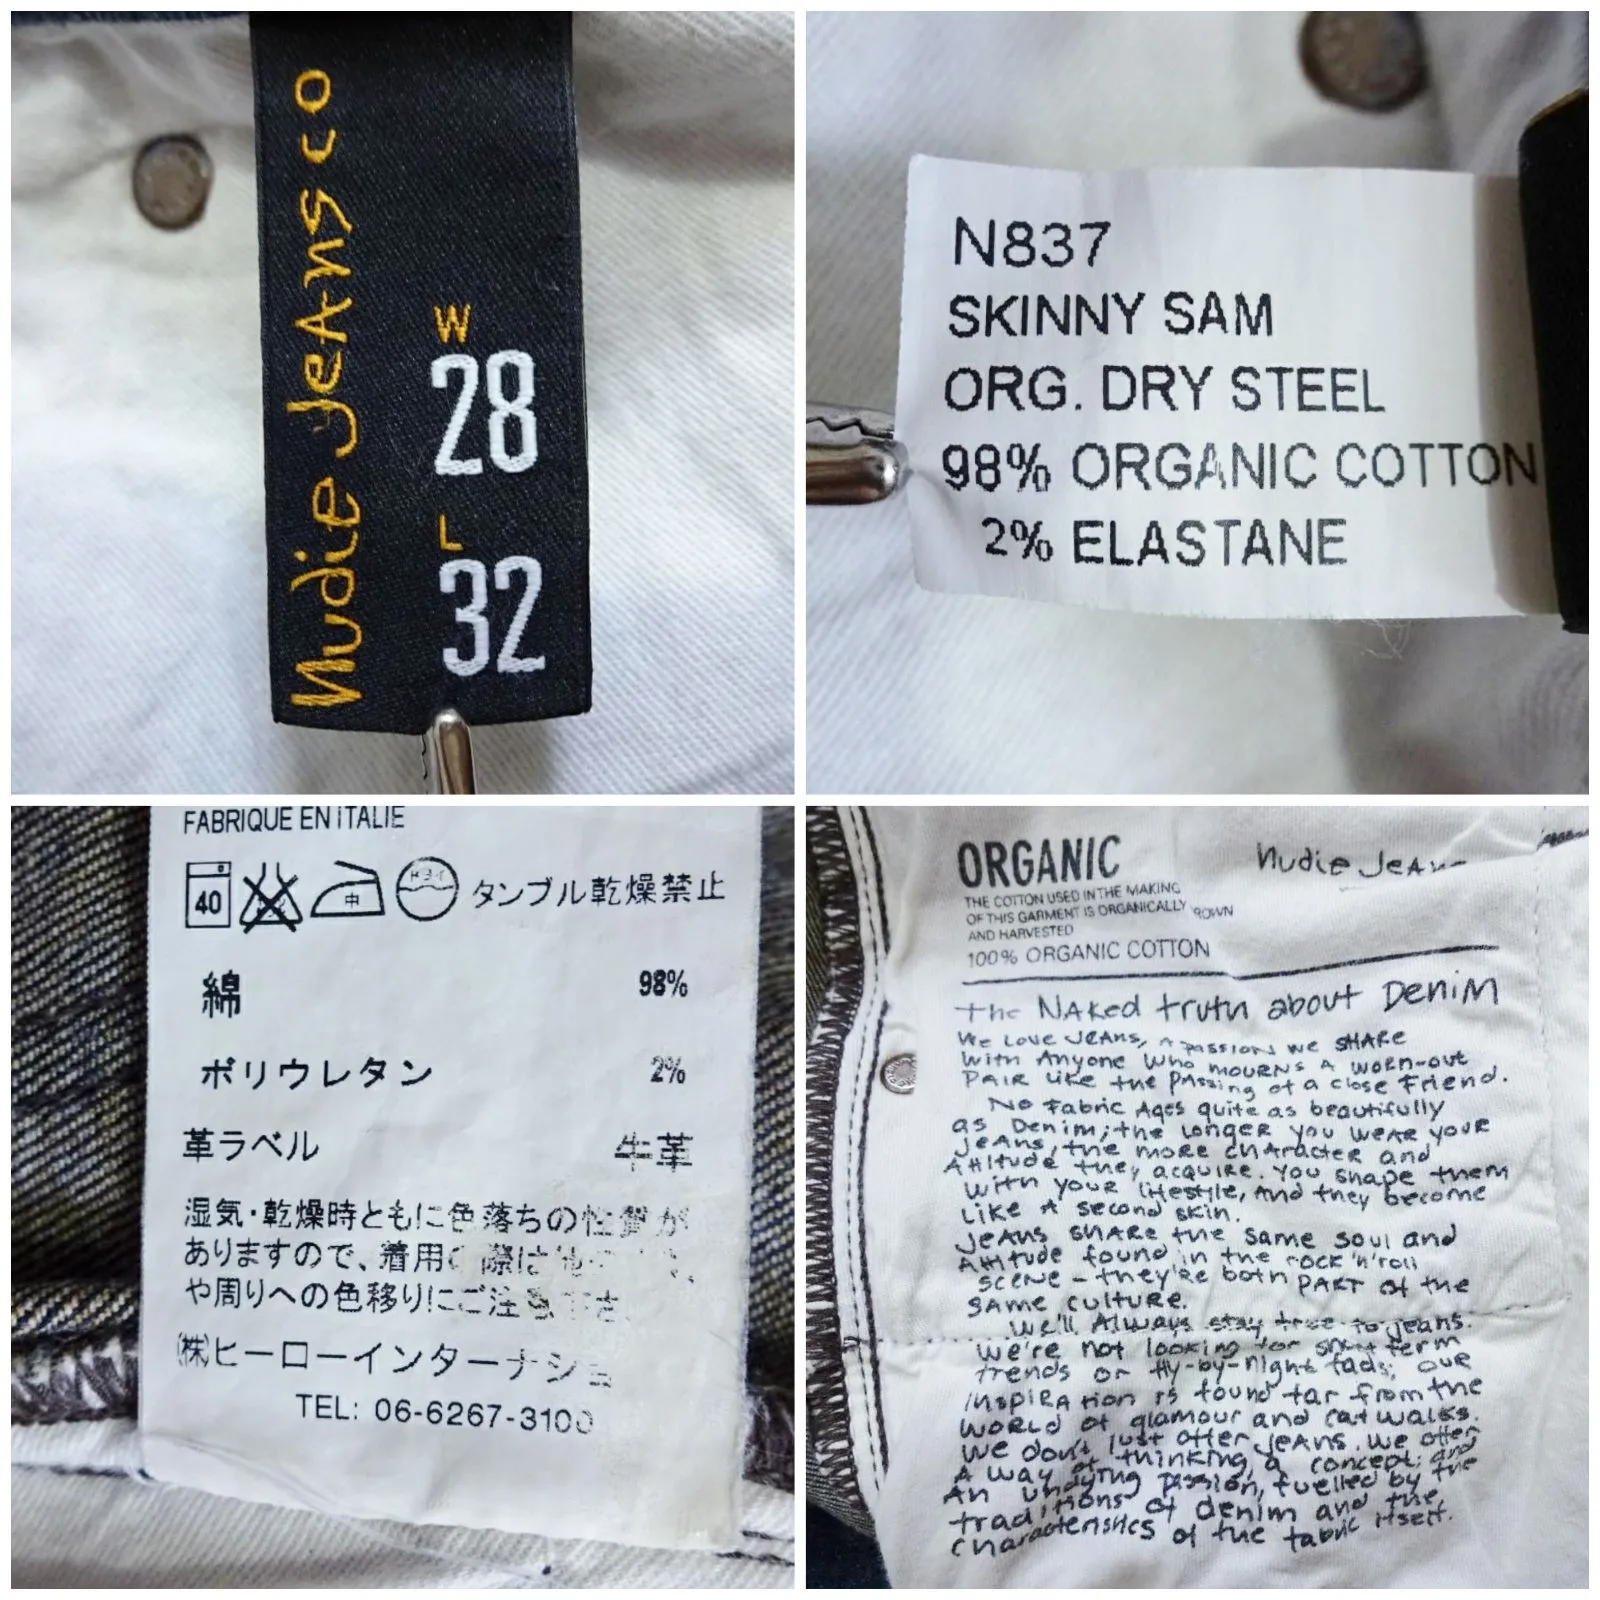 Nudie Jeans co
W
28
L
32
N837
SKINNY SAM
ORG. DRY STEEL
98% ORGANIC COTTON
2% ELASTANE
FABRIQUE EN ITALIE
40 中 タンブル乾燥禁止
綿 98%
ポリウレタン 2%
革ラベル 牛革
湿気・乾燥時ともに色落ちの性質が
ありますので、着用の際は他の
や周りへの色移りにご注意下さ
(株)ヒーローインターナショ
TEL: 06-6267-3100
ORGANIC
Nudie Jeans
THE COTTON USED IN THE MAKING
OF THIS GARMENT IS ORGANICALLY ROWN
AND HARVESTED
100% ORGANIC COTTON
The NAKed truth about Denim
We Love Jeans, A passion we SHARe
with Anyone who mourns A worn-out
PAIR like the passing of a close friend.
No Fabric Ages quite as beautifully
as Denim; the longer you wear your
jeans, the more character and
Attitude they acquire. You shape them
with your lifestyle, and they become
like A second skin.
Jeans share the same soul and
Attitude found in the rock'n'roll
scene - they're both PART of the
same culture.
We'll Always stay true to jeans.
We're not looking for short term
trends or fly-by-night fads; our
inspiration is found far from the
world of glamour and catwalks.
We don't just offer jeans. We offer
A way of thinking, a concept; and
An undying passion, fuelled by the
traditions of denim and the
characteristics of the fabric itself.